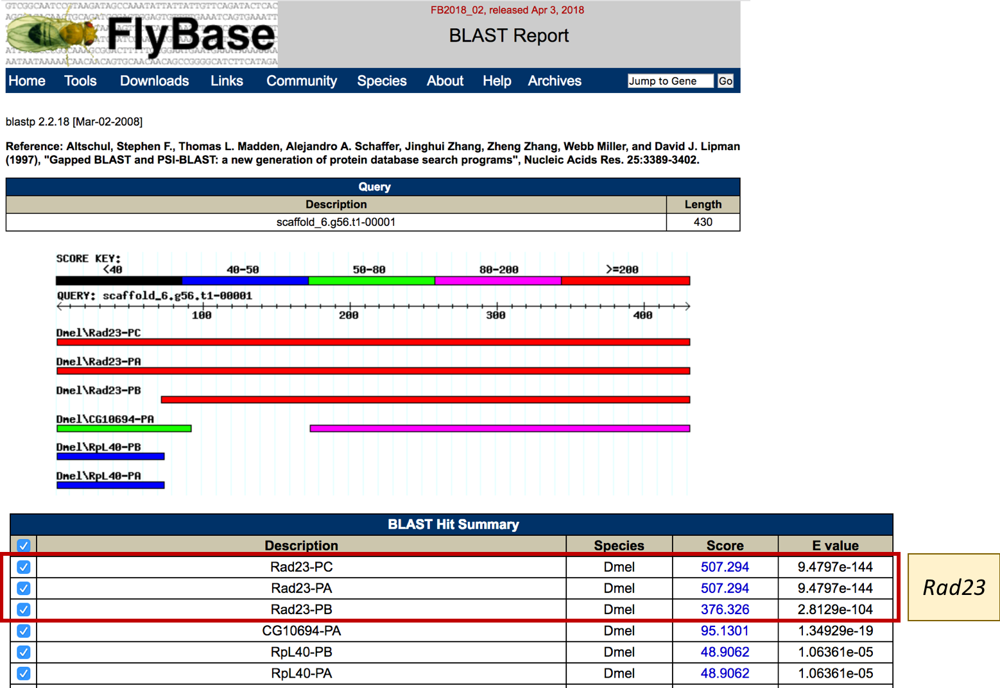 FlyBase
FB2018_02, released Apr 3, 2018
BLAST Report
Home Tools Downloads Links Community Species About Help Archives Jump to Gene Go
blastp 2.2.18 [Mar-02-2008]
Reference: Altschul, Stephen F., Thomas L. Madden, Alejandro A. Schaffer, Jinghui Zhang, Zheng Zhang, Webb Miller, and David J. Lipman
(1997), "Gapped BLAST and PSI-BLAST: a new generation of protein database search programs", Nucleic Acids Res. 25:3389-3402.
Query
Description Length
scaffold_6.g56.t1-00001 430
SCORE KEY:
<40 40-50 50-80 80-200 >=200
QUERY: scaffold_6.g56.t1-00001
100 200 300 400
Dmel\Rad23-PC
Dmel\Rad23-PA
Dmel\Rad23-PB
Dmel\CG10694-PA
Dmel\RpL40-PB
Dmel\RpL40-PA
BLAST Hit Summary
Description Species Score E value
Rad23-PC Dmel 507.294 9.4797e-144
Rad23-PA Dmel 507.294 9.4797e-144
Rad23-PB Dmel 376.326 2.8129e-104
Rad23
CG10694-PA Dmel 95.1301 1.34929e-19
RpL40-PB Dmel 48.9062 1.06361e-05
RpL40-PA Dmel 48.9062 1.06361e-05